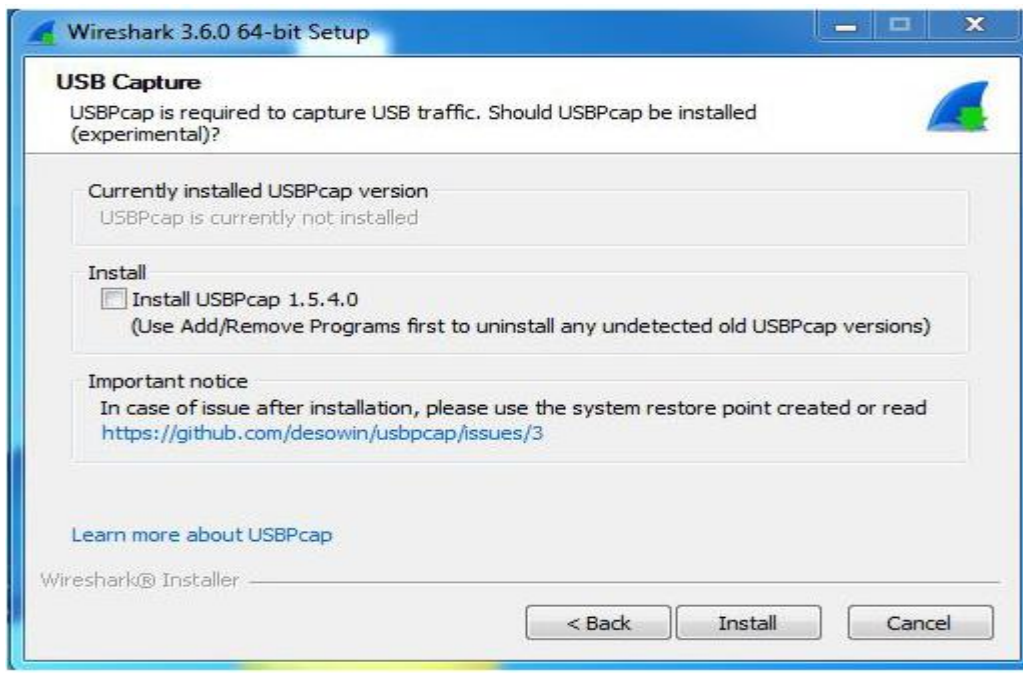 Wireshark 3.6.0 64-bit Setup
USB Capture
USBPcap is required to capture USB traffic. Should USBPcap be installed
(experimental)?
Currently installed USBPcap version
USBPcap is currently not installed
Install
Install USBPcap 1.5.4.0
(Use Add/Remove Programs first to uninstall any undetected old USBPcap versions)
Important notice
In case of issue after installation, please use the system restore point created or read
https://github.com/desowin/usbpcap/issues/3
Learn more about USBPcap
Wireshark® Installer
< Back
Install
Cancel